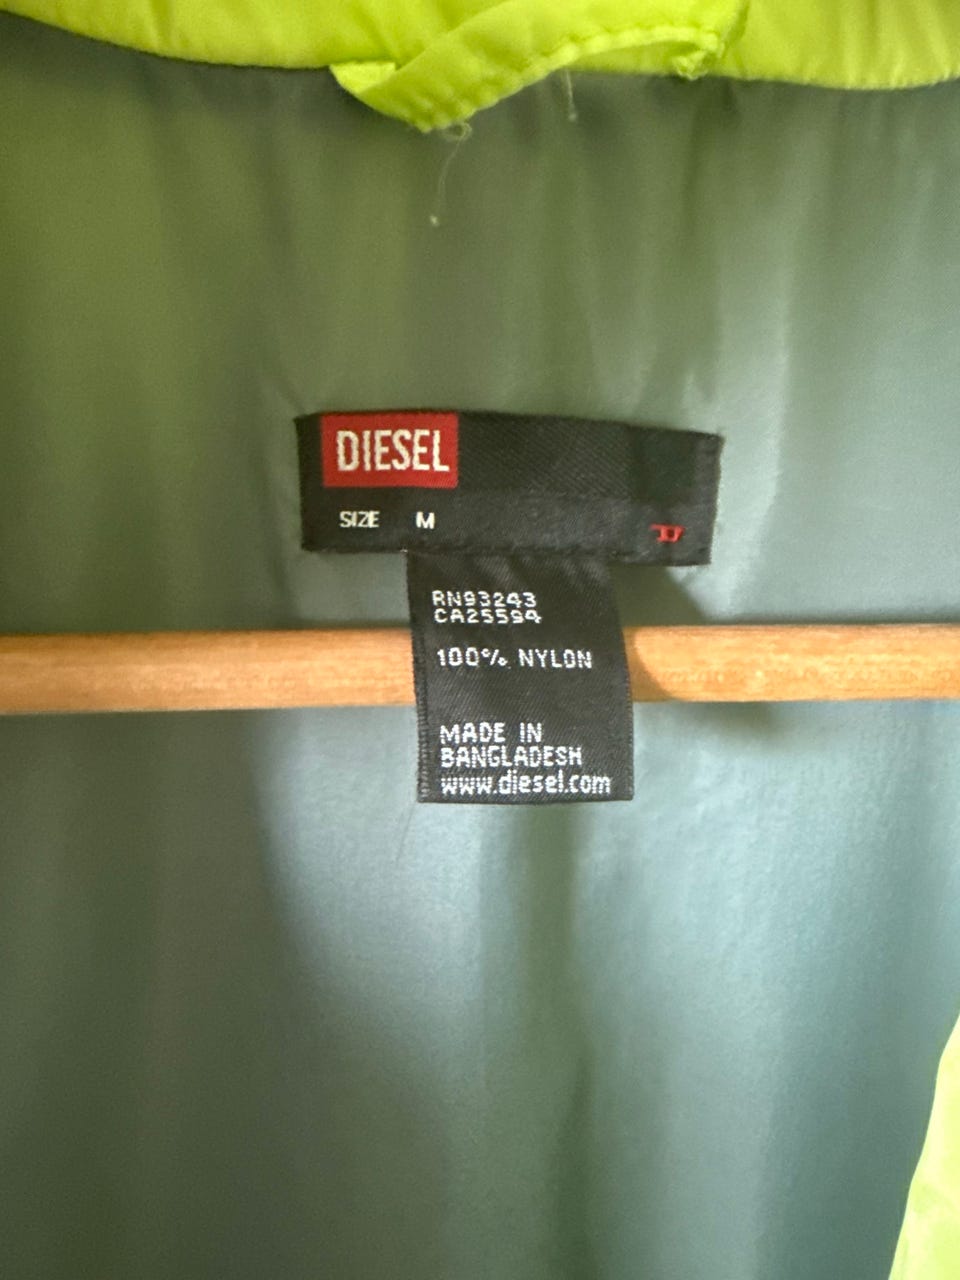 DIESEL
SIZE M
RN93243
CA25594
100% NYLON
MADE IN
BANGLADESH
www.diesel.com